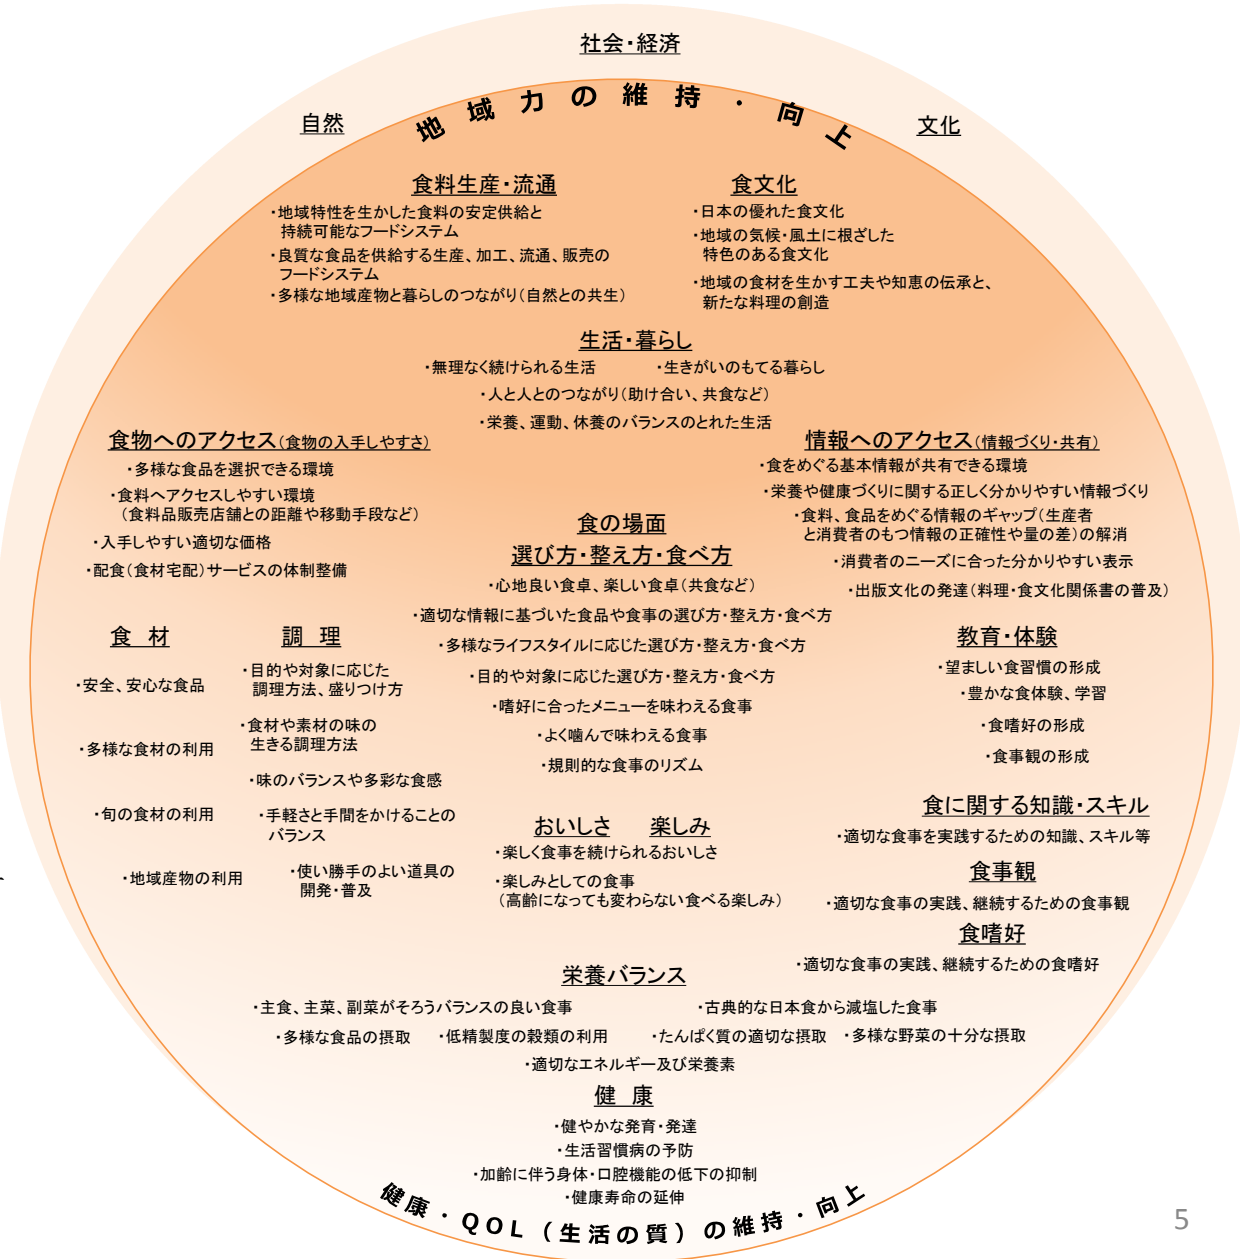 社会・経済
自然
文化
地域力の維持・向上
食料生産・流通
・地域特性を生かした食料の安定供給と
持続可能なフードシステム
・良質な食品を供給する生産、加工、流通、販売の
フードシステム
・多様な地域産物と暮らしのつながり(自然との共生)
食文化
・日本の優れた食文化
・地域の気候・風土に根ざした
特色のある食文化
・地域の食材を生かす工夫や知恵の伝承と、
新たな料理の創造
生活・暮らし
・無理なく続けられる生活 ・生きがいのもてる暮らし
・人と人とのつながり(助け合い、共食など)
・栄養、運動、休養のバランスのとれた生活
食物へのアクセス(食物の入手しやすさ)
・多様な食品を選択できる環境
・食料へアクセスしやすい環境
(食料品販売店舗との距離や移動手段など)
・入手しやすい適切な価格
・配食(食材宅配)サービスの体制整備
情報へのアクセス(情報づくり・共有)
・食をめぐる基本情報が共有できる環境
・栄養や健康づくりに関する正しく分かりやすい情報づくり
・食料、食品をめぐる情報のギャップ(生産者
と消費者のもつ情報の正確性や量の差)の解消
・消費者のニーズに合った分かりやすい表示
・出版文化の発達(料理・食文化関係書の普及)
食の場面
選び方・整え方・食べ方
・心地良い食卓、楽しい食卓(共食など)
・適切な情報に基づいた食品や食事の選び方・整え方・食べ方
・多様なライフスタイルに応じた選び方・整え方・食べ方
・目的や対象に応じた選び方・整え方・食べ方
・嗜好に合ったメニューを味わえる食事
・よく噛んで味わえる食事
・規則的な食事のリズム
食 材
・安全、安心な食品
・多様な食材の利用
・旬の食材の利用
・地域産物の利用
調 理
・目的や対象に応じた
調理方法、盛りつけ方
・食材や素材の味の
生きる調理方法
・味のバランスや多彩な食感
・手軽さと手間をかけることの
バランス
・使い勝手のよい道具の
開発・普及
教育・体験
・望ましい食習慣の形成
・豊かな食体験、学習
・食嗜好の形成
・食事観の形成
食に関する知識・スキル
・適切な食事を実践するための知識、スキル等
食事観
・適切な食事の実践、継続するための食事観
食嗜好
・適切な食事の実践、継続するための食嗜好
おいしさ 楽しみ
・楽しく食事を続けられるおいしさ
・楽しみとしての食事
(高齢になっても変わらない食べる楽しみ)
栄養バランス
・主食、主菜、副菜がそろうバランスの良い食事 ・古典的な日本食から減塩した食事
・多様な食品の摂取 ・低精製度の穀類の利用 ・たんぱく質の適切な摂取 ・多様な野菜の十分な摂取
・適切なエネルギー及び栄養素
健 康
・健やかな発育・発達
・生活習慣病の予防
・加齢に伴う身体・口腔機能の低下の抑制
・健康寿命の延伸
健康・QOL(生活の質)の維持・向上
5